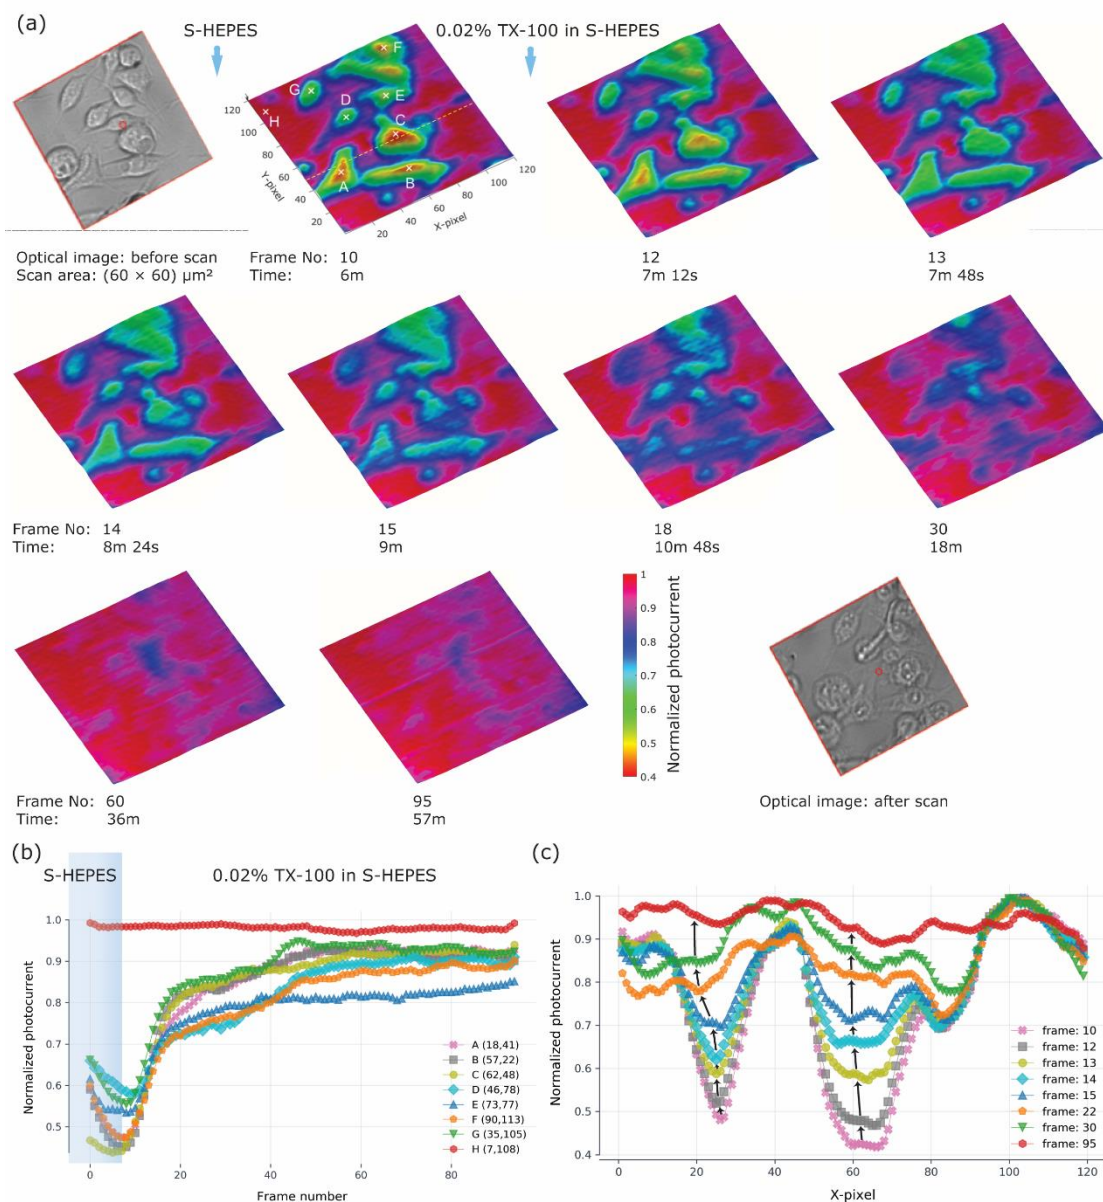 (a)
S-HEPES
0.02% TX-100 in S-HEPES
F
G
D
E
H
C
A
B
120
100
80
60
40
20
Y-pixel
20
40
60
80
100
120
X-pixel
Optical image: before scan
Scan area: (60 × 60) µm²
Frame No: 10
Time: 6m
12
7m 12s
13
7m 48s
Frame No: 14
Time: 8m 24s
15
9m
18
10m 48s
30
18m
1
0.9
0.8
0.7
0.6
0.5
0.4
Normalized photocurrent
Frame No: 60
Time: 36m
95
57m
Optical image: after scan
(b)
S-HEPES
0.02% TX-100 in S-HEPES
1.0
0.9
0.8
0.7
0.6
0.5
Normalized photocurrent
0
20
40
60
80
Frame number
A (18,41)
B (57,22)
C (62,48)
D (46,78)
E (73,77)
F (90,113)
G (35,105)
H (7,108)
(c)
1.0
0.9
0.8
0.7
0.6
0.5
0.4
Normalized photocurrent
0
20
40
60
80
100
120
X-pixel
frame: 10
frame: 12
frame: 13
frame: 14
frame: 15
frame: 22
frame: 30
frame: 95